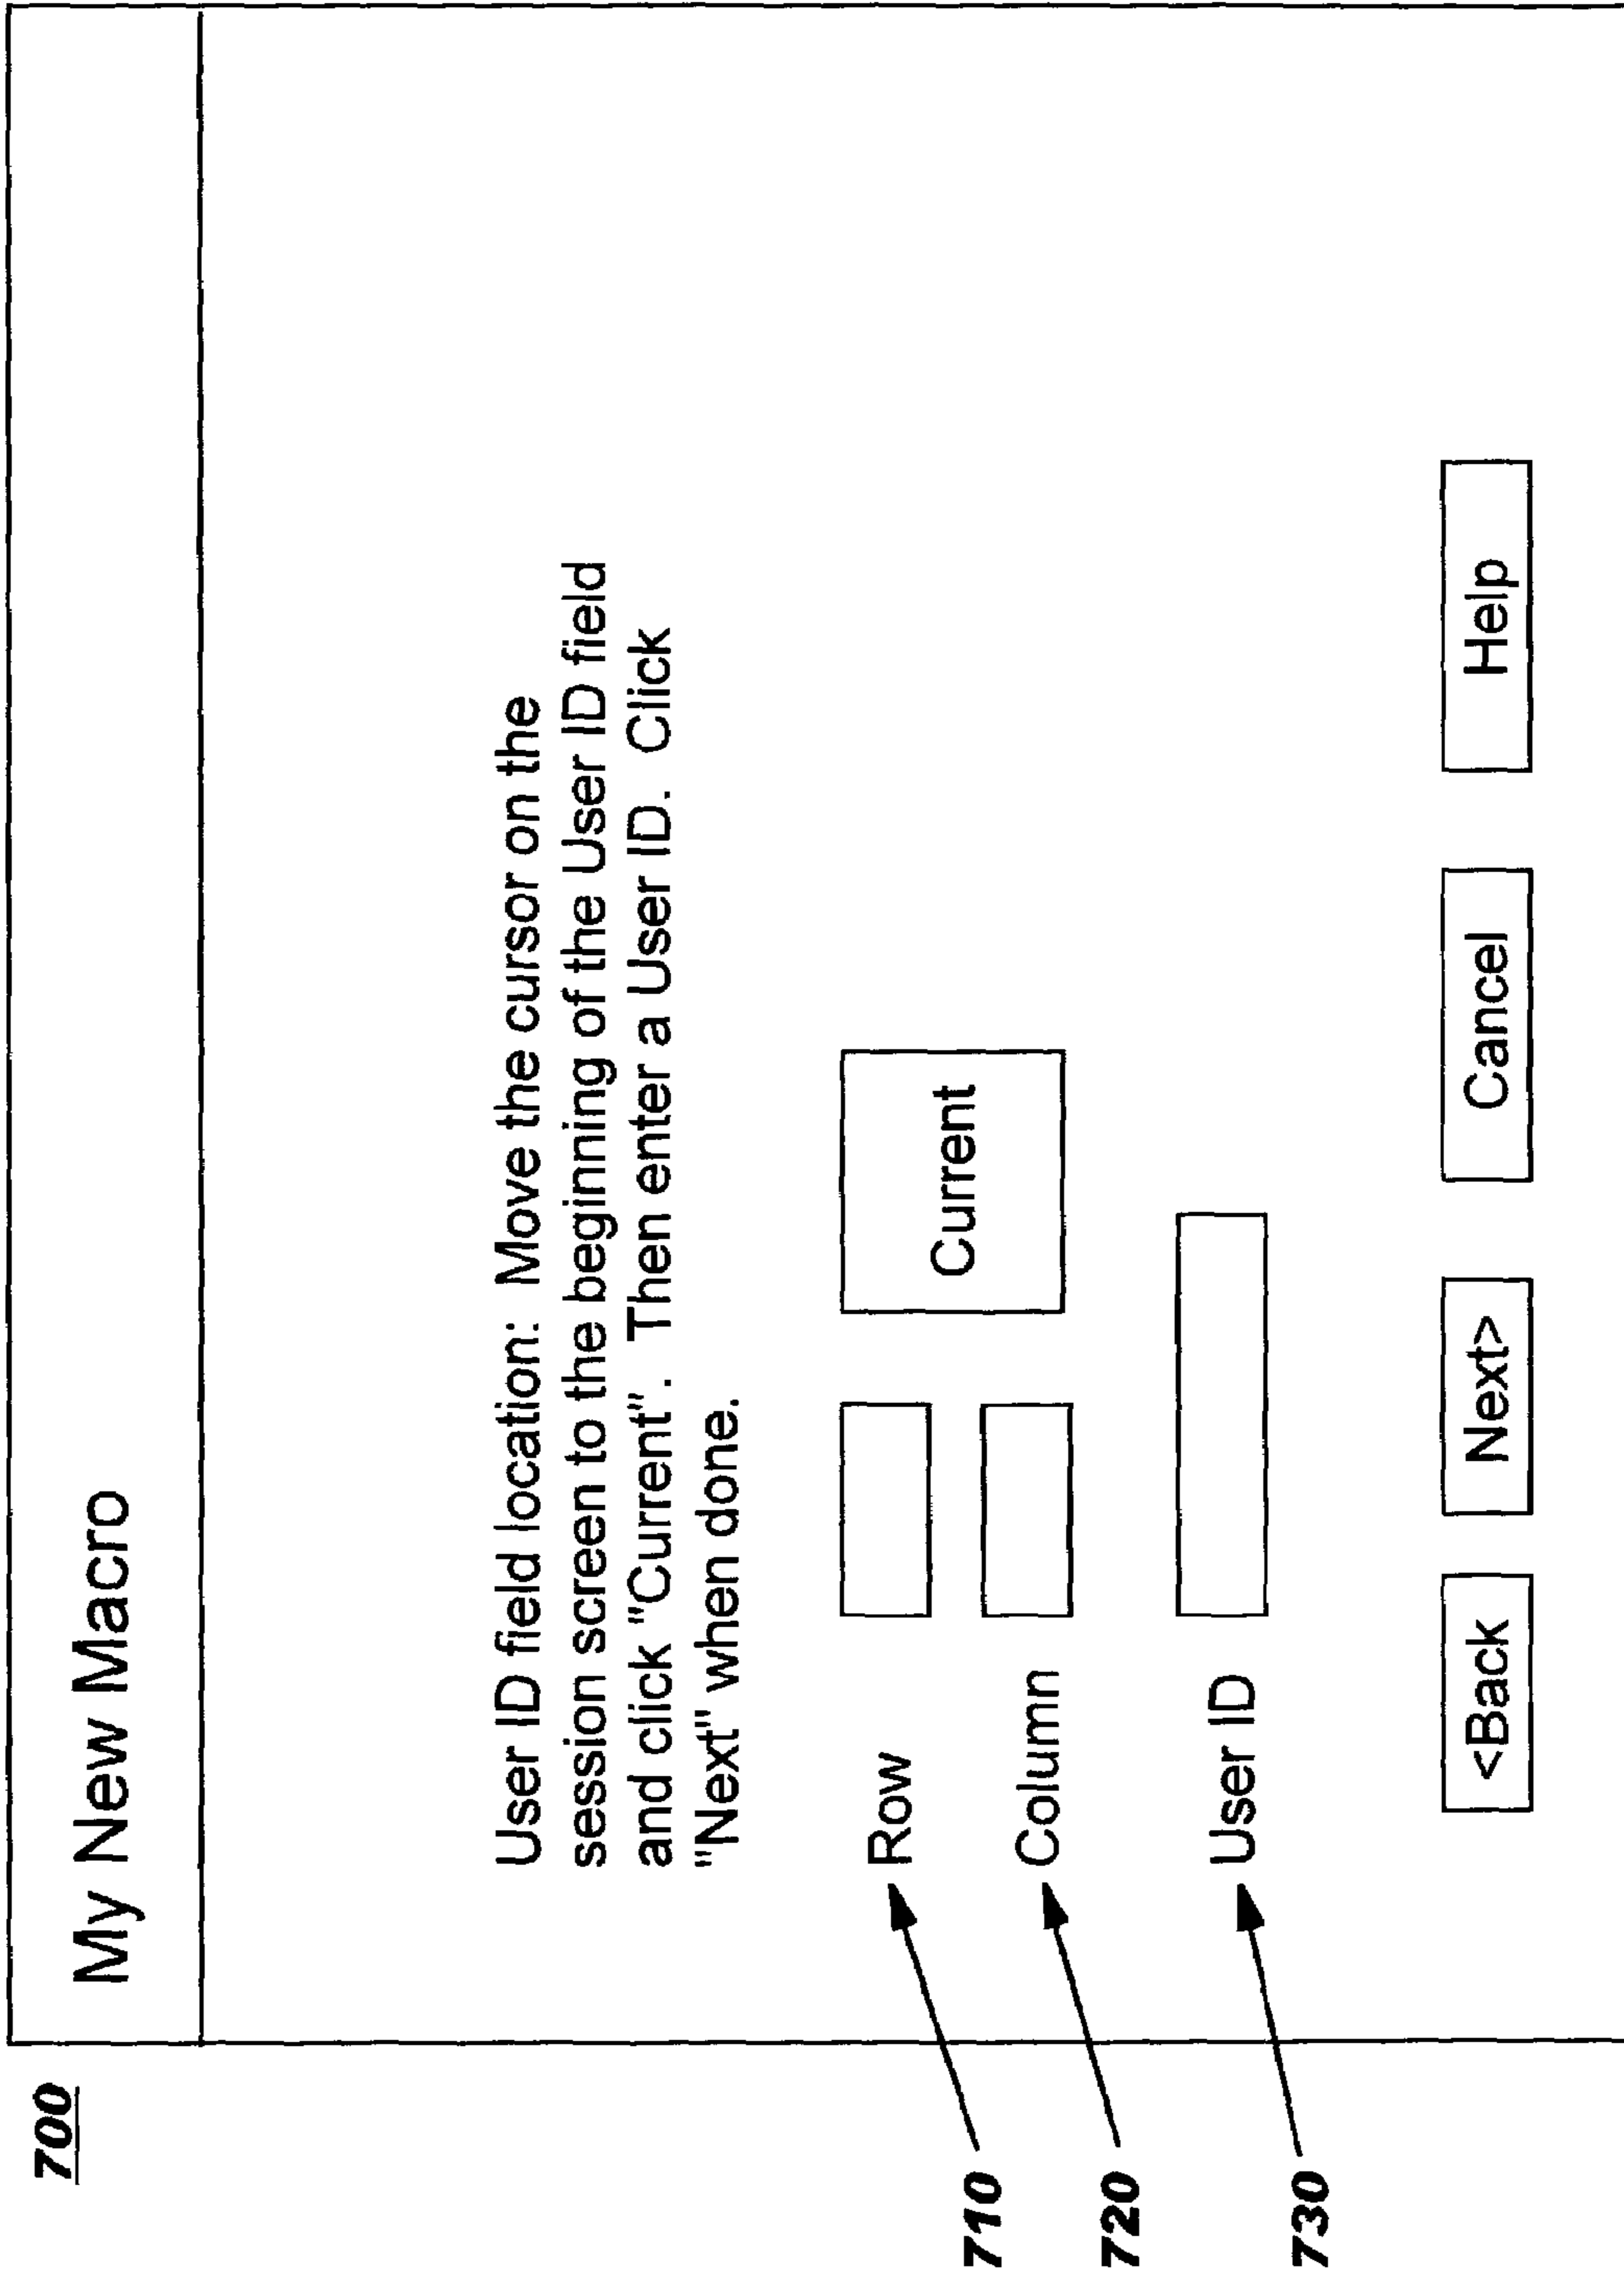 700
My New Macro
User ID field location:  Move the cursor on the
session screen to the beginning of the User ID field
and click "Current".  Then enter a User ID.  Click
"Next" when done.
710 Row
Current
720 Column
730 User ID
<Back Next> Cancel Help